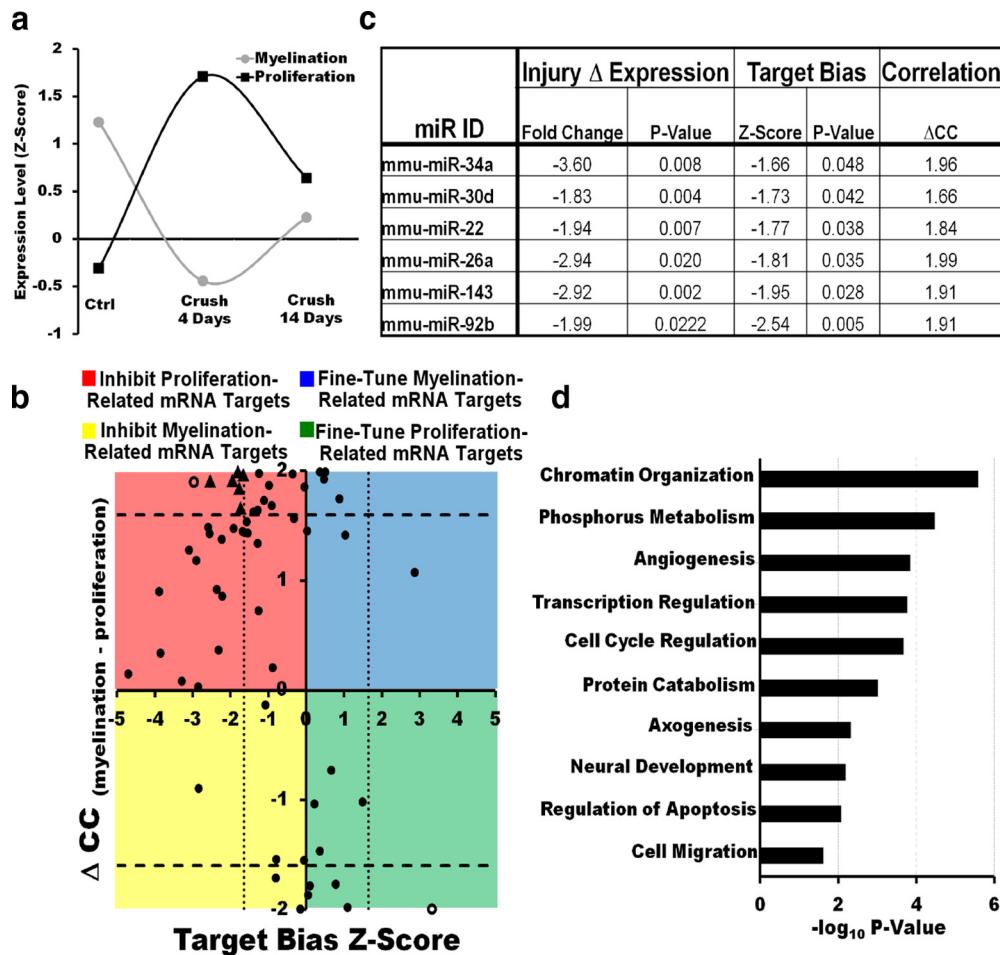 a
2
1.5
1
0.5
0
-0.5
-1
Expression Level (Z-Score)
Myelination
Proliferation
Ctrl
Crush
4 Days
Crush
14 Days
c
Injury Δ Expression Target Bias Correlation
miR ID Fold Change P-Value Z-Score P-Value ΔCC
mmu-miR-34a -3.60 0.008 -1.66 0.048 1.96
mmu-miR-30d -1.83 0.004 -1.73 0.042 1.66
mmu-miR-22 -1.94 0.007 -1.77 0.038 1.84
mmu-miR-26a -2.94 0.020 -1.81 0.035 1.99
mmu-miR-143 -2.92 0.002 -1.95 0.028 1.91
mmu-miR-92b -1.99 0.0222 -2.54 0.005 1.91
b
Inhibit Proliferation-
Related mRNA Targets
Fine-Tune Myelination-
Related mRNA Targets
Inhibit Myelination-
Related mRNA Targets
Fine-Tune Proliferation-
Related mRNA Targets
2
1
0
-1
-2
-5 -4 -3 -2 -1 0 1 2 3 4 5
Δ CC (myelination - proliferation)
Target Bias Z-Score
d
Chromatin Organization
Phosphorus Metabolism
Angiogenesis
Transcription Regulation
Cell Cycle Regulation
Protein Catabolism
Axogenesis
Neural Development
Regulation of Apoptosis
Cell Migration
0 2 4 6
-log10 P-Value